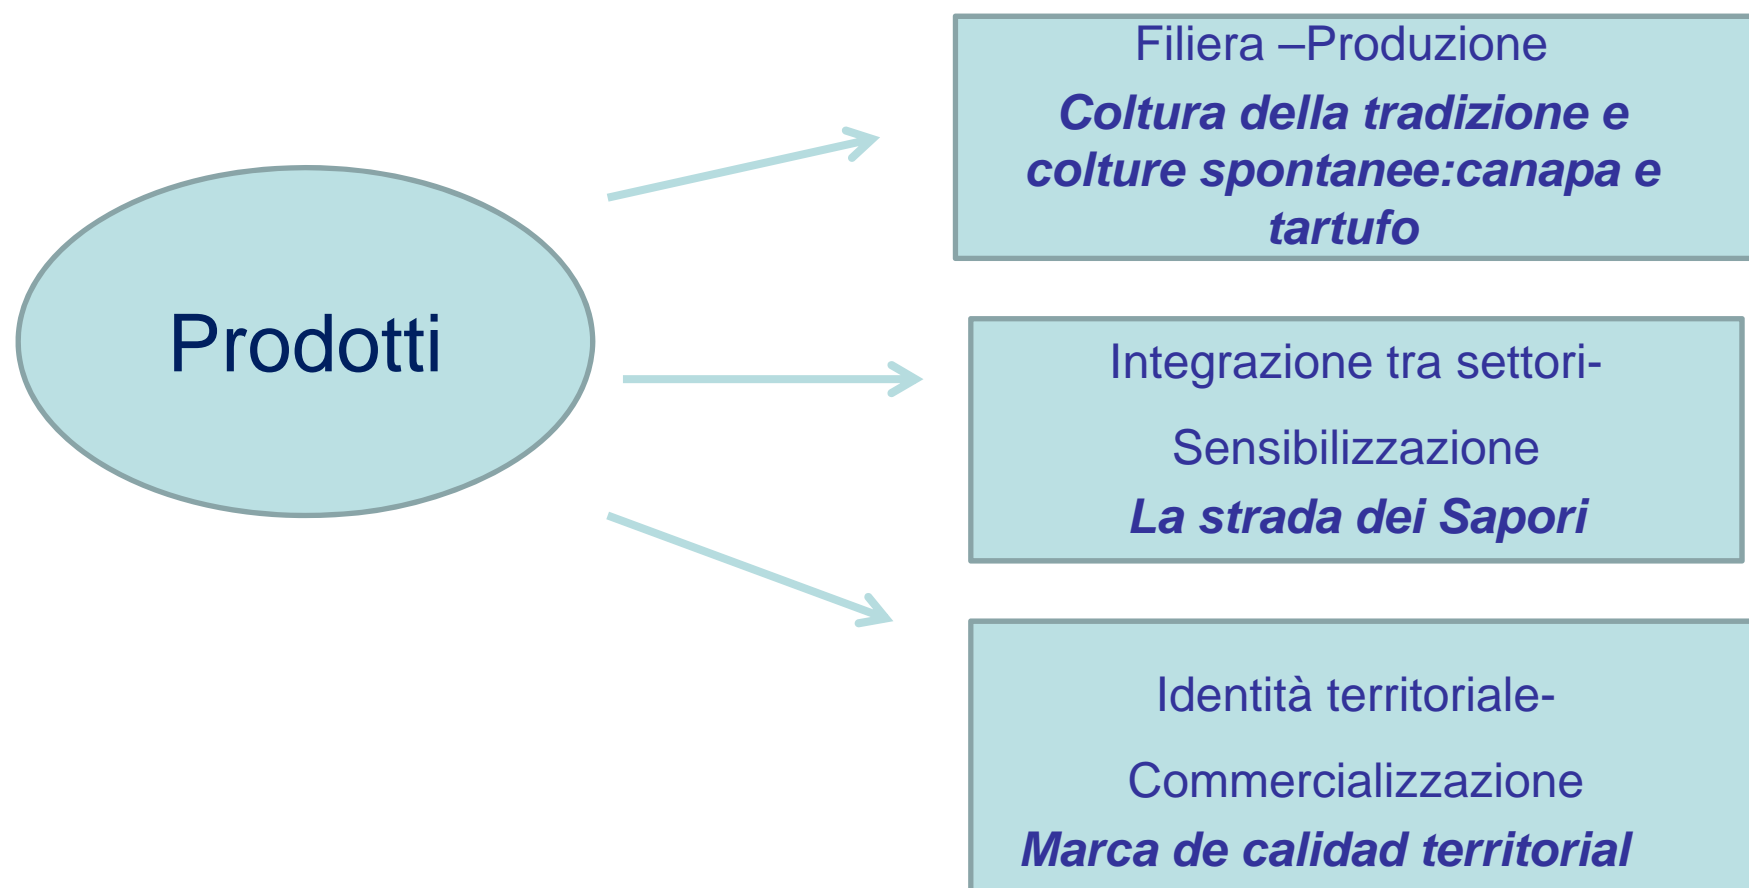 Prodotti
Filiera –Produzione
Coltura della tradizione e
colture spontanee:canapa e
tartufo
Integrazione tra settori-
Sensibilizzazione
La strada dei Sapori
Identità territoriale-
Commercializzazione
Marca de calidad territorial